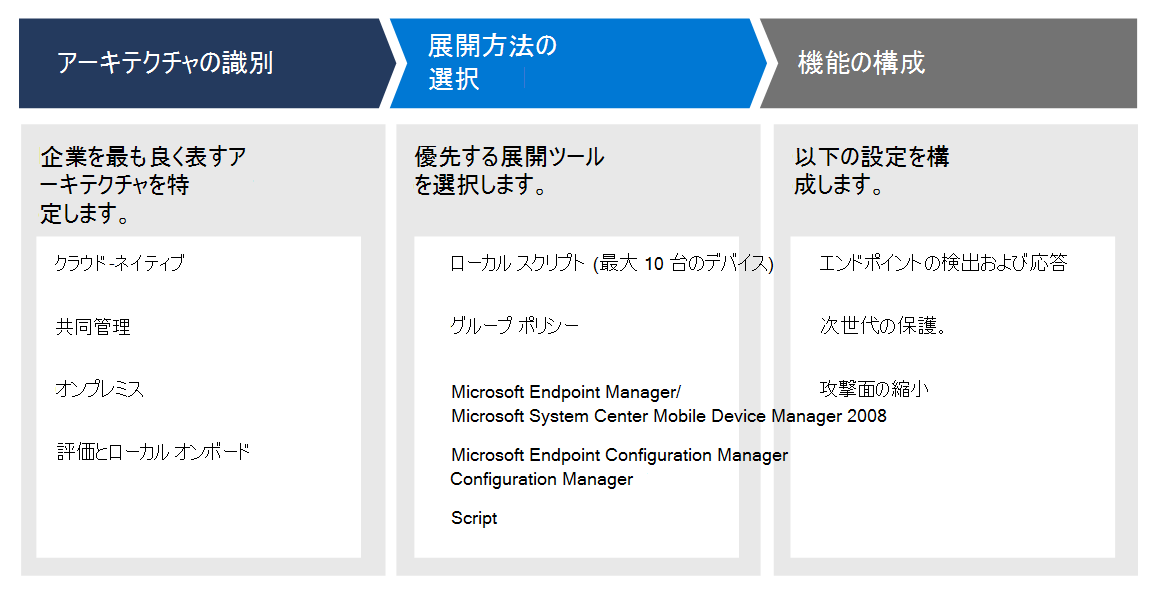 アーキテクチャの識別
展開方法の
選択
機能の構成
企業を最も良く表すア
ーキテクチャを特
定します。
クラウド-ネイティブ
共同管理
オンプレミス
評価とローカル オンボード
優先する展開ツール
を選択します。
ローカル スクリプト (最大 10 台のデバイス)
グループ ポリシー
Microsoft Endpoint Manager/
Microsoft System Center Mobile Device Manager 2008
Microsoft Endpoint Configuration Manager
Configuration Manager
Script
以下の設定を構
成します。
エンドポイントの検出および応答
次世代の保護。
攻撃面の縮小